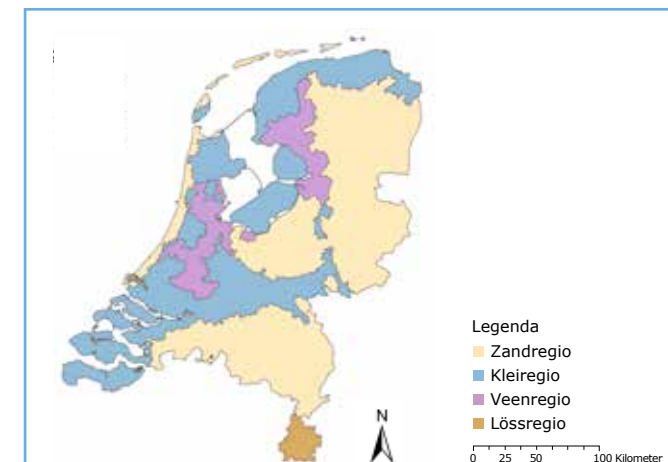 Legenda
Zandregio
Kleiregio
Veenregio
Lössregio
N
0 25 50 100 Kilometer